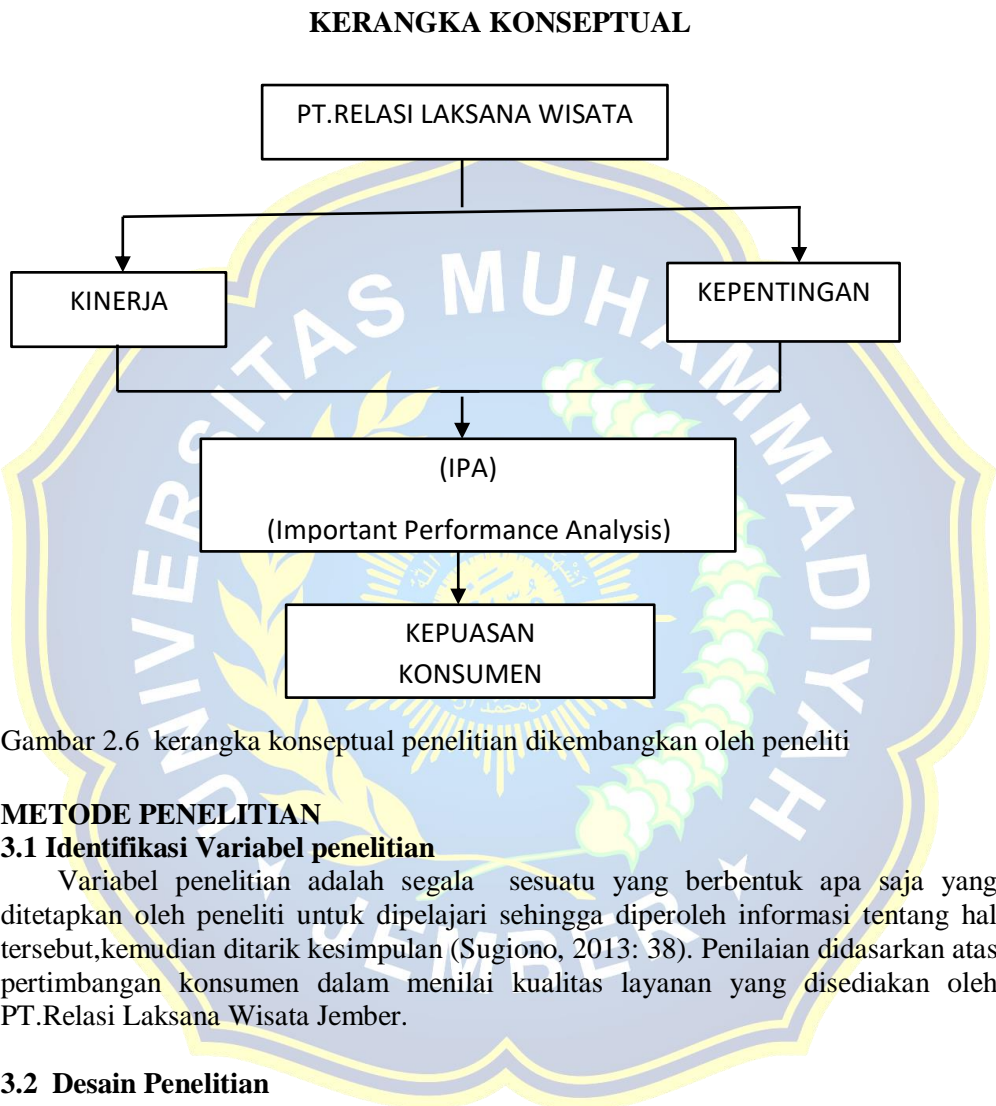 KERANGKA KONSEPTUAL
PT.RELASI LAKSANA WISATA
KINERJA
KEPENTINGAN
(IPA)
(Important Performance Analysis)
KEPUASAN
KONSUMEN
Gambar 2.6 kerangka konseptual penelitian dikembangkan oleh peneliti
METODE PENELITIAN
3.1 Identifikasi Variabel penelitian
Variabel penelitian adalah segala sesuatu yang berbentuk apa saja yang
ditetapkan oleh peneliti untuk dipelajari sehingga diperoleh informasi tentang hal
tersebut,kemudian ditarik kesimpulan (Sugiono, 2013: 38). Penilaian didasarkan atas
pertimbangan konsumen dalam menilai kualitas layanan yang disediakan oleh
PT.Relasi Laksana Wisata Jember.
3.2 Desain Penelitian
UNIVERSITAS MUHAMMADIYAH
JEMBER